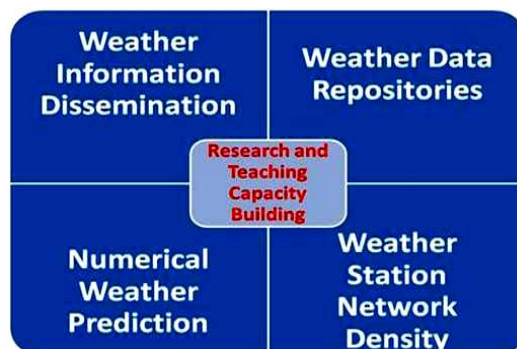 Weather
Information
Dissemination
Weather Data
Repositories
Research and
Teaching
Capacity
Building
Numerical
Weather
Prediction
Weather
Station
Network
Density